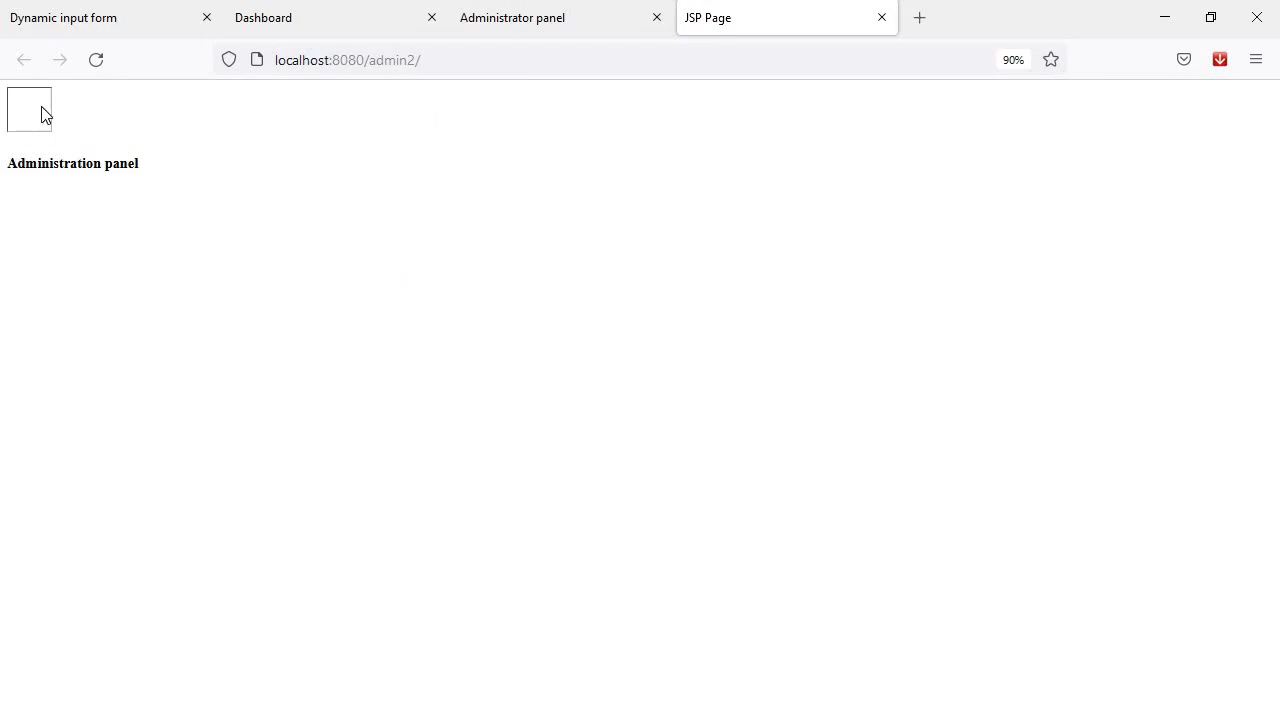 Dynamic input form
Dashboard
Administrator panel
JSP Page
localhost:8080/admin2/
90%
Administration panel